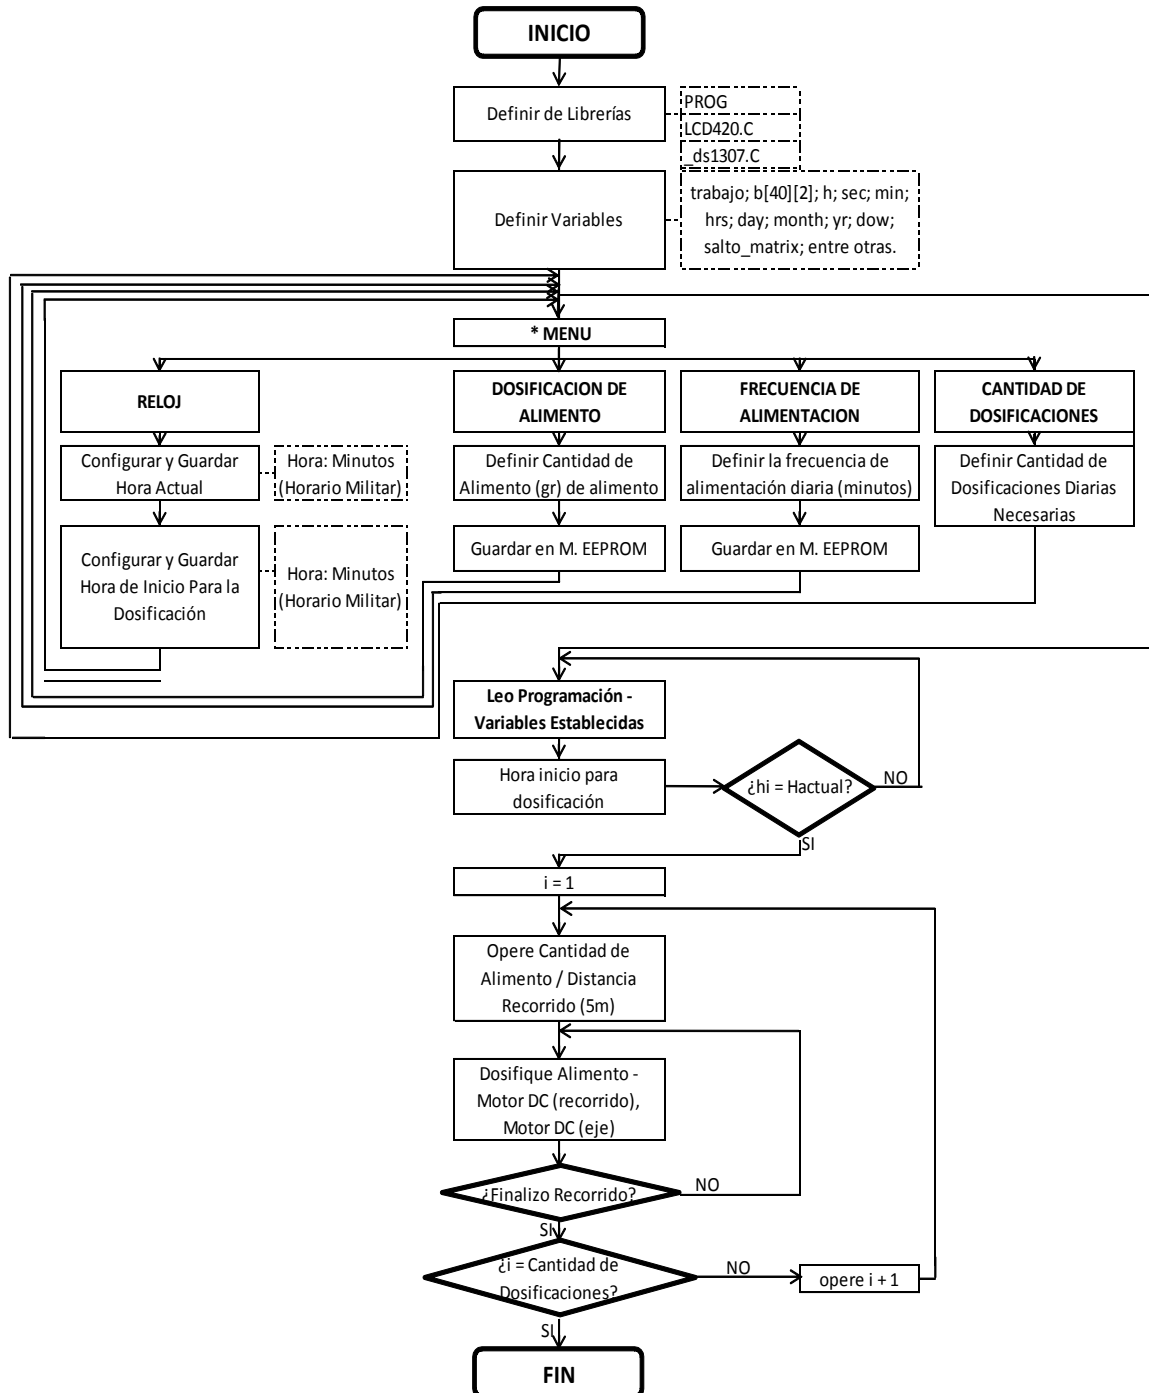 INICIO
Definir de Librerías
PROG
LCD420.C
_ds1307.C
Definir Variables
trabajo; b[40][2]; h; sec; min;
hrs; day; month; yr; dow;
salto_matrix; entre otras.
* MENU
RELOJ
DOSIFICACION DE
ALIMENTO
FRECUENCIA DE
ALIMENTACION
CANTIDAD DE
DOSIFICACIONES
Configurar y Guardar
Hora Actual
Hora: Minutos
(Horario Militar)
Definir Cantidad de
Alimento (gr) de alimento
Definir la frecuencia de
alimentación diaria (minutos)
Definir Cantidad de
Dosificaciones Diarias
Necesarias
Configurar y Guardar
Hora de Inicio Para la
Dosificación
Hora: Minutos
(Horario Militar)
Guardar en M. EEPROM
Guardar en M. EEPROM
Leo Programación -
Variables Establecidas
Hora inicio para
dosificación
¿hi = Hactual?
NO
SI
i = 1
Opere Cantidad de
Alimento / Distancia
Recorrido (5m)
Dosifique Alimento -
Motor DC (recorrido),
Motor DC (eje)
¿Finalizo Recorrido?
NO
SI
¿i = Cantidad de
Dosificaciones?
NO
opere i + 1
SI
FIN